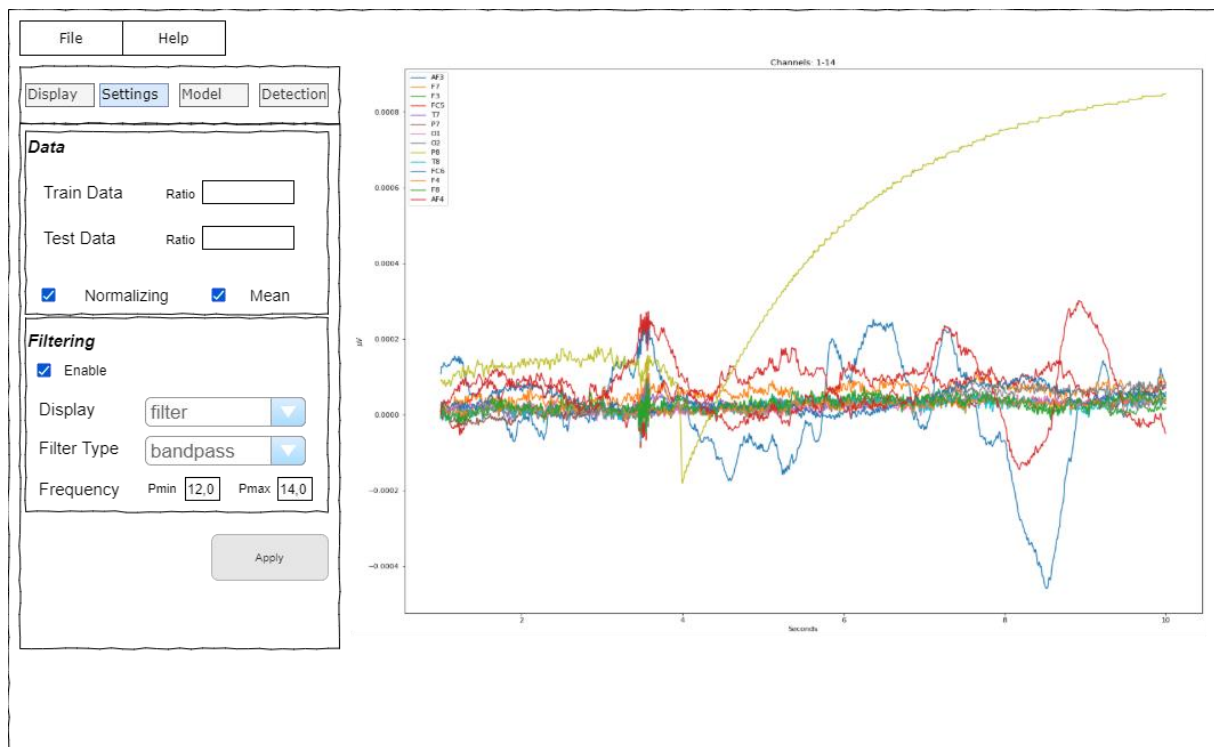 File Help
Display Settings Model Detection
Data
Train Data Ratio
Test Data Ratio
Normalizing Mean
Filtering
Enable
Display filter
Filter Type bandpass
Frequency Pmin 12,0 Pmax 14,0
Apply
Channels: 1-14
AF3
F7
F3
FC5
T7
P7
O1
O2
P8
T8
FC6
F4
F8
AF4
0.0008
0.0006
0.0004
0.0002
0.0000
−0.0002
−0.0004
µV
2 4 6 8 10
Seconds